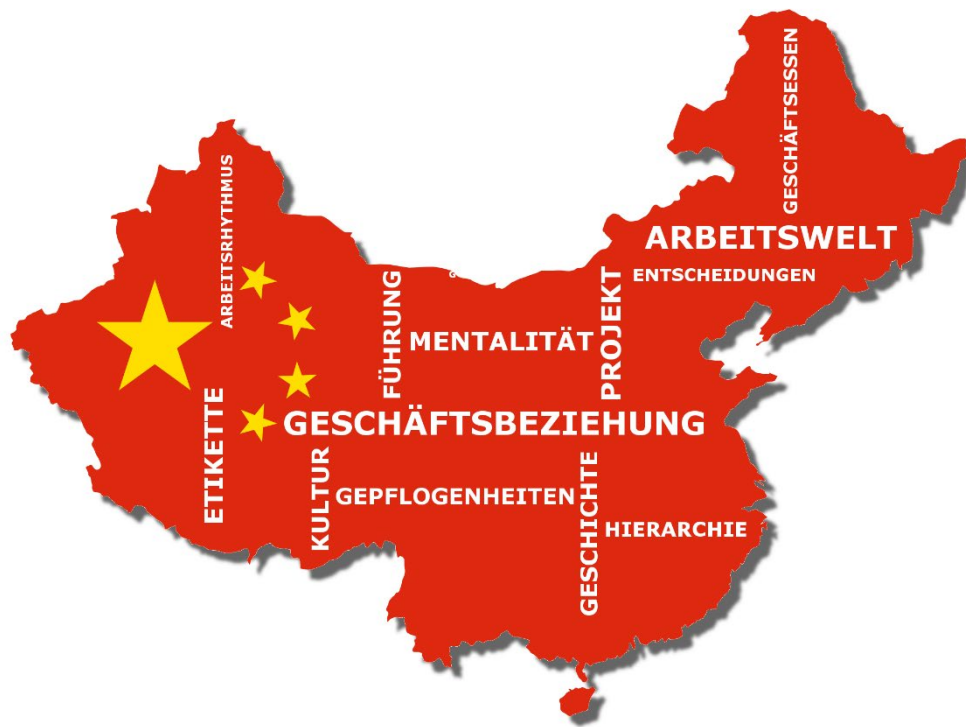 GESCHÄFTSESSEN
ARBEITSRHYTHMUS
ARBEITSWELT
ENTSCHEIDUNGEN
FÜHRUNG
MENTALITÄT
PROJEKT
ETIKETTE
GESCHÄFTSBEZIEHUNG
KULTUR
GEPFLOGENHEITEN
GESCHICHTE
HIERARCHIE